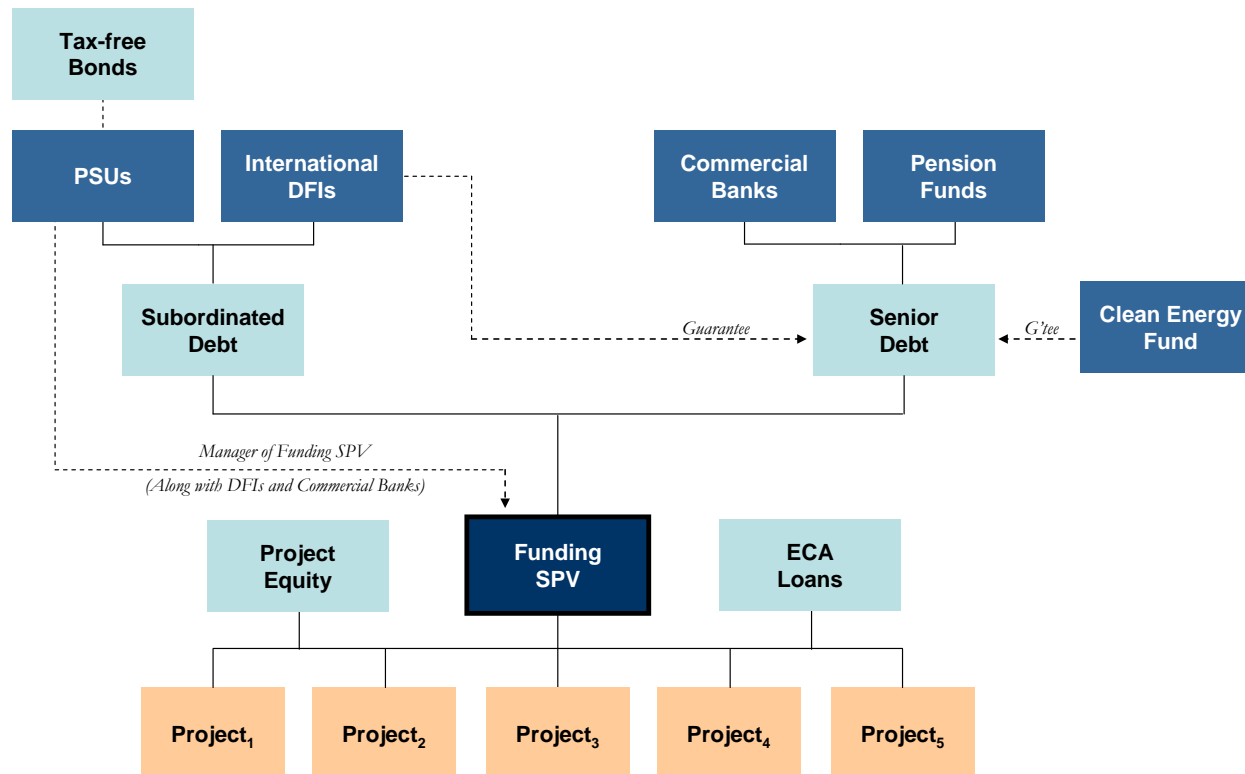 Tax-free
Bonds
PSUs
International
DFIs
Commercial
Banks
Pension
Funds
Subordinated
Debt
Guarantee
Senior
Debt
G'tee
Clean Energy
Fund
Manager of Funding SPV
(Along with DFIs and Commercial Banks)
Project
Equity
Funding
SPV
ECA
Loans
Project₁
Project₂
Project₃
Project₄
Project₅